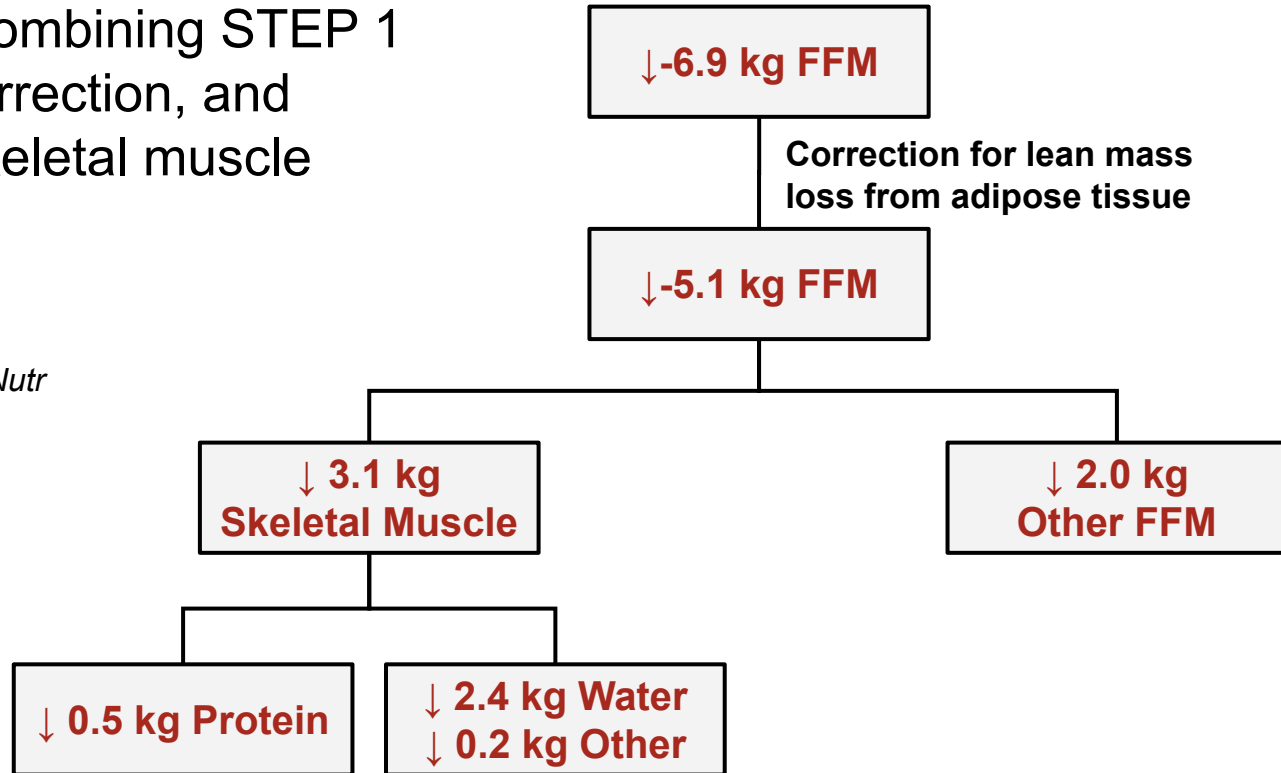 ombining STEP 1
rrection, and
eletal muscle
Nutr
↓-6.9 kg FFM
Correction for lean mass
loss from adipose tissue
↓-5.1 kg FFM
↓ 3.1 kg
Skeletal Muscle
↓ 2.0 kg
Other FFM
↓ 0.5 kg Protein
↓ 2.4 kg Water
↓ 0.2 kg Other